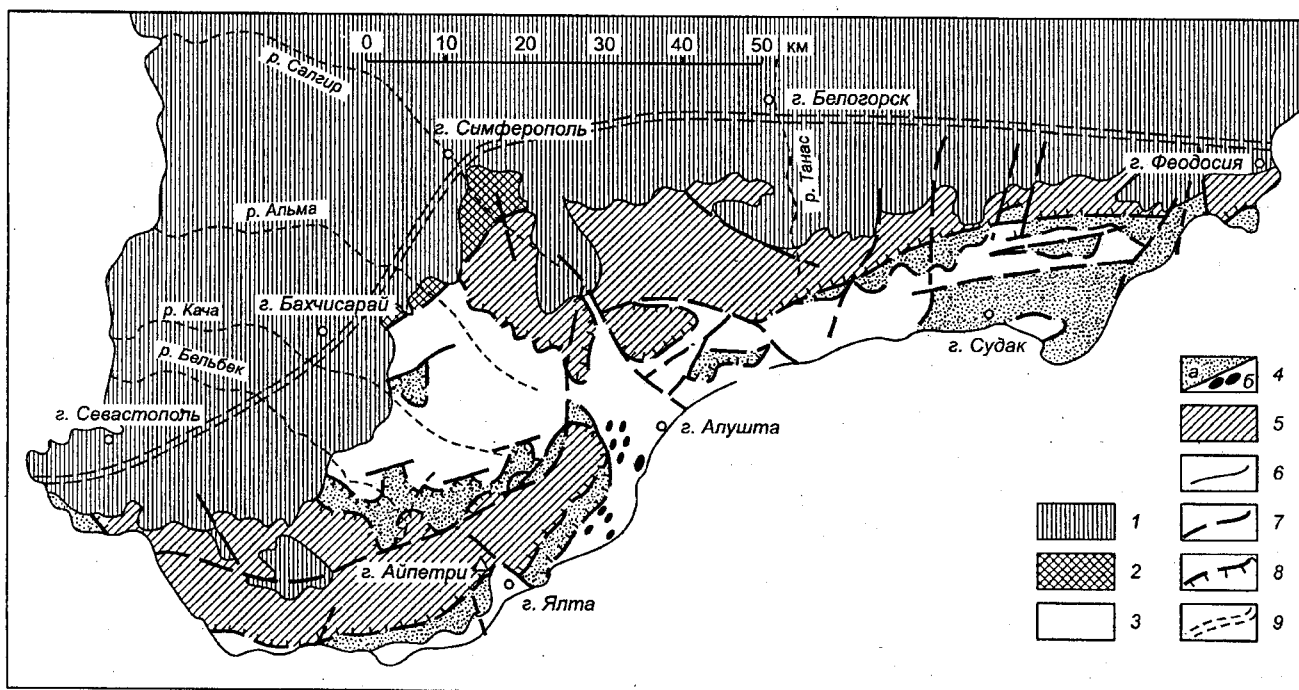 0 10 20 30 40 50 км
р. Салгир
г. Белогорск
г. Симферополь
р. Танас
г. Феодосия
р. Альма
г. Бахчисарай
р. Кача
р. Бельбек
г. Судак
г. Севастополь
г. Алушта
г. Айпетри
г. Ялта
а б 4
5
6
1 7
2 8
3 9